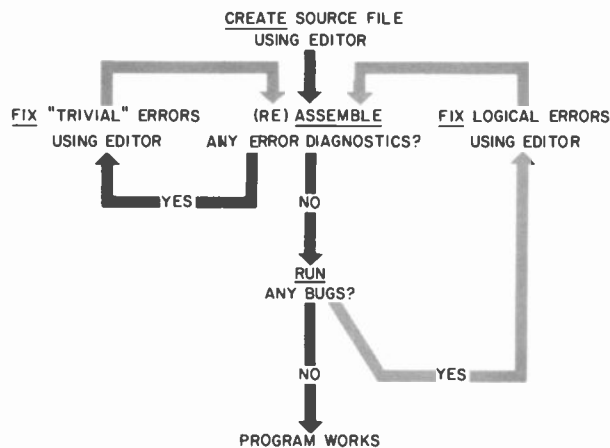 CREATE SOURCE FILE
USING EDITOR
FIX "TRIVIAL" ERRORS
USING EDITOR
(RE) ASSEMBLE
ANY ERROR DIAGNOSTICS?
FIX LOGICAL ERRORS
USING EDITOR
YES
NO
RUN
ANY BUGS?
NO
YES
PROGRAM WORKS